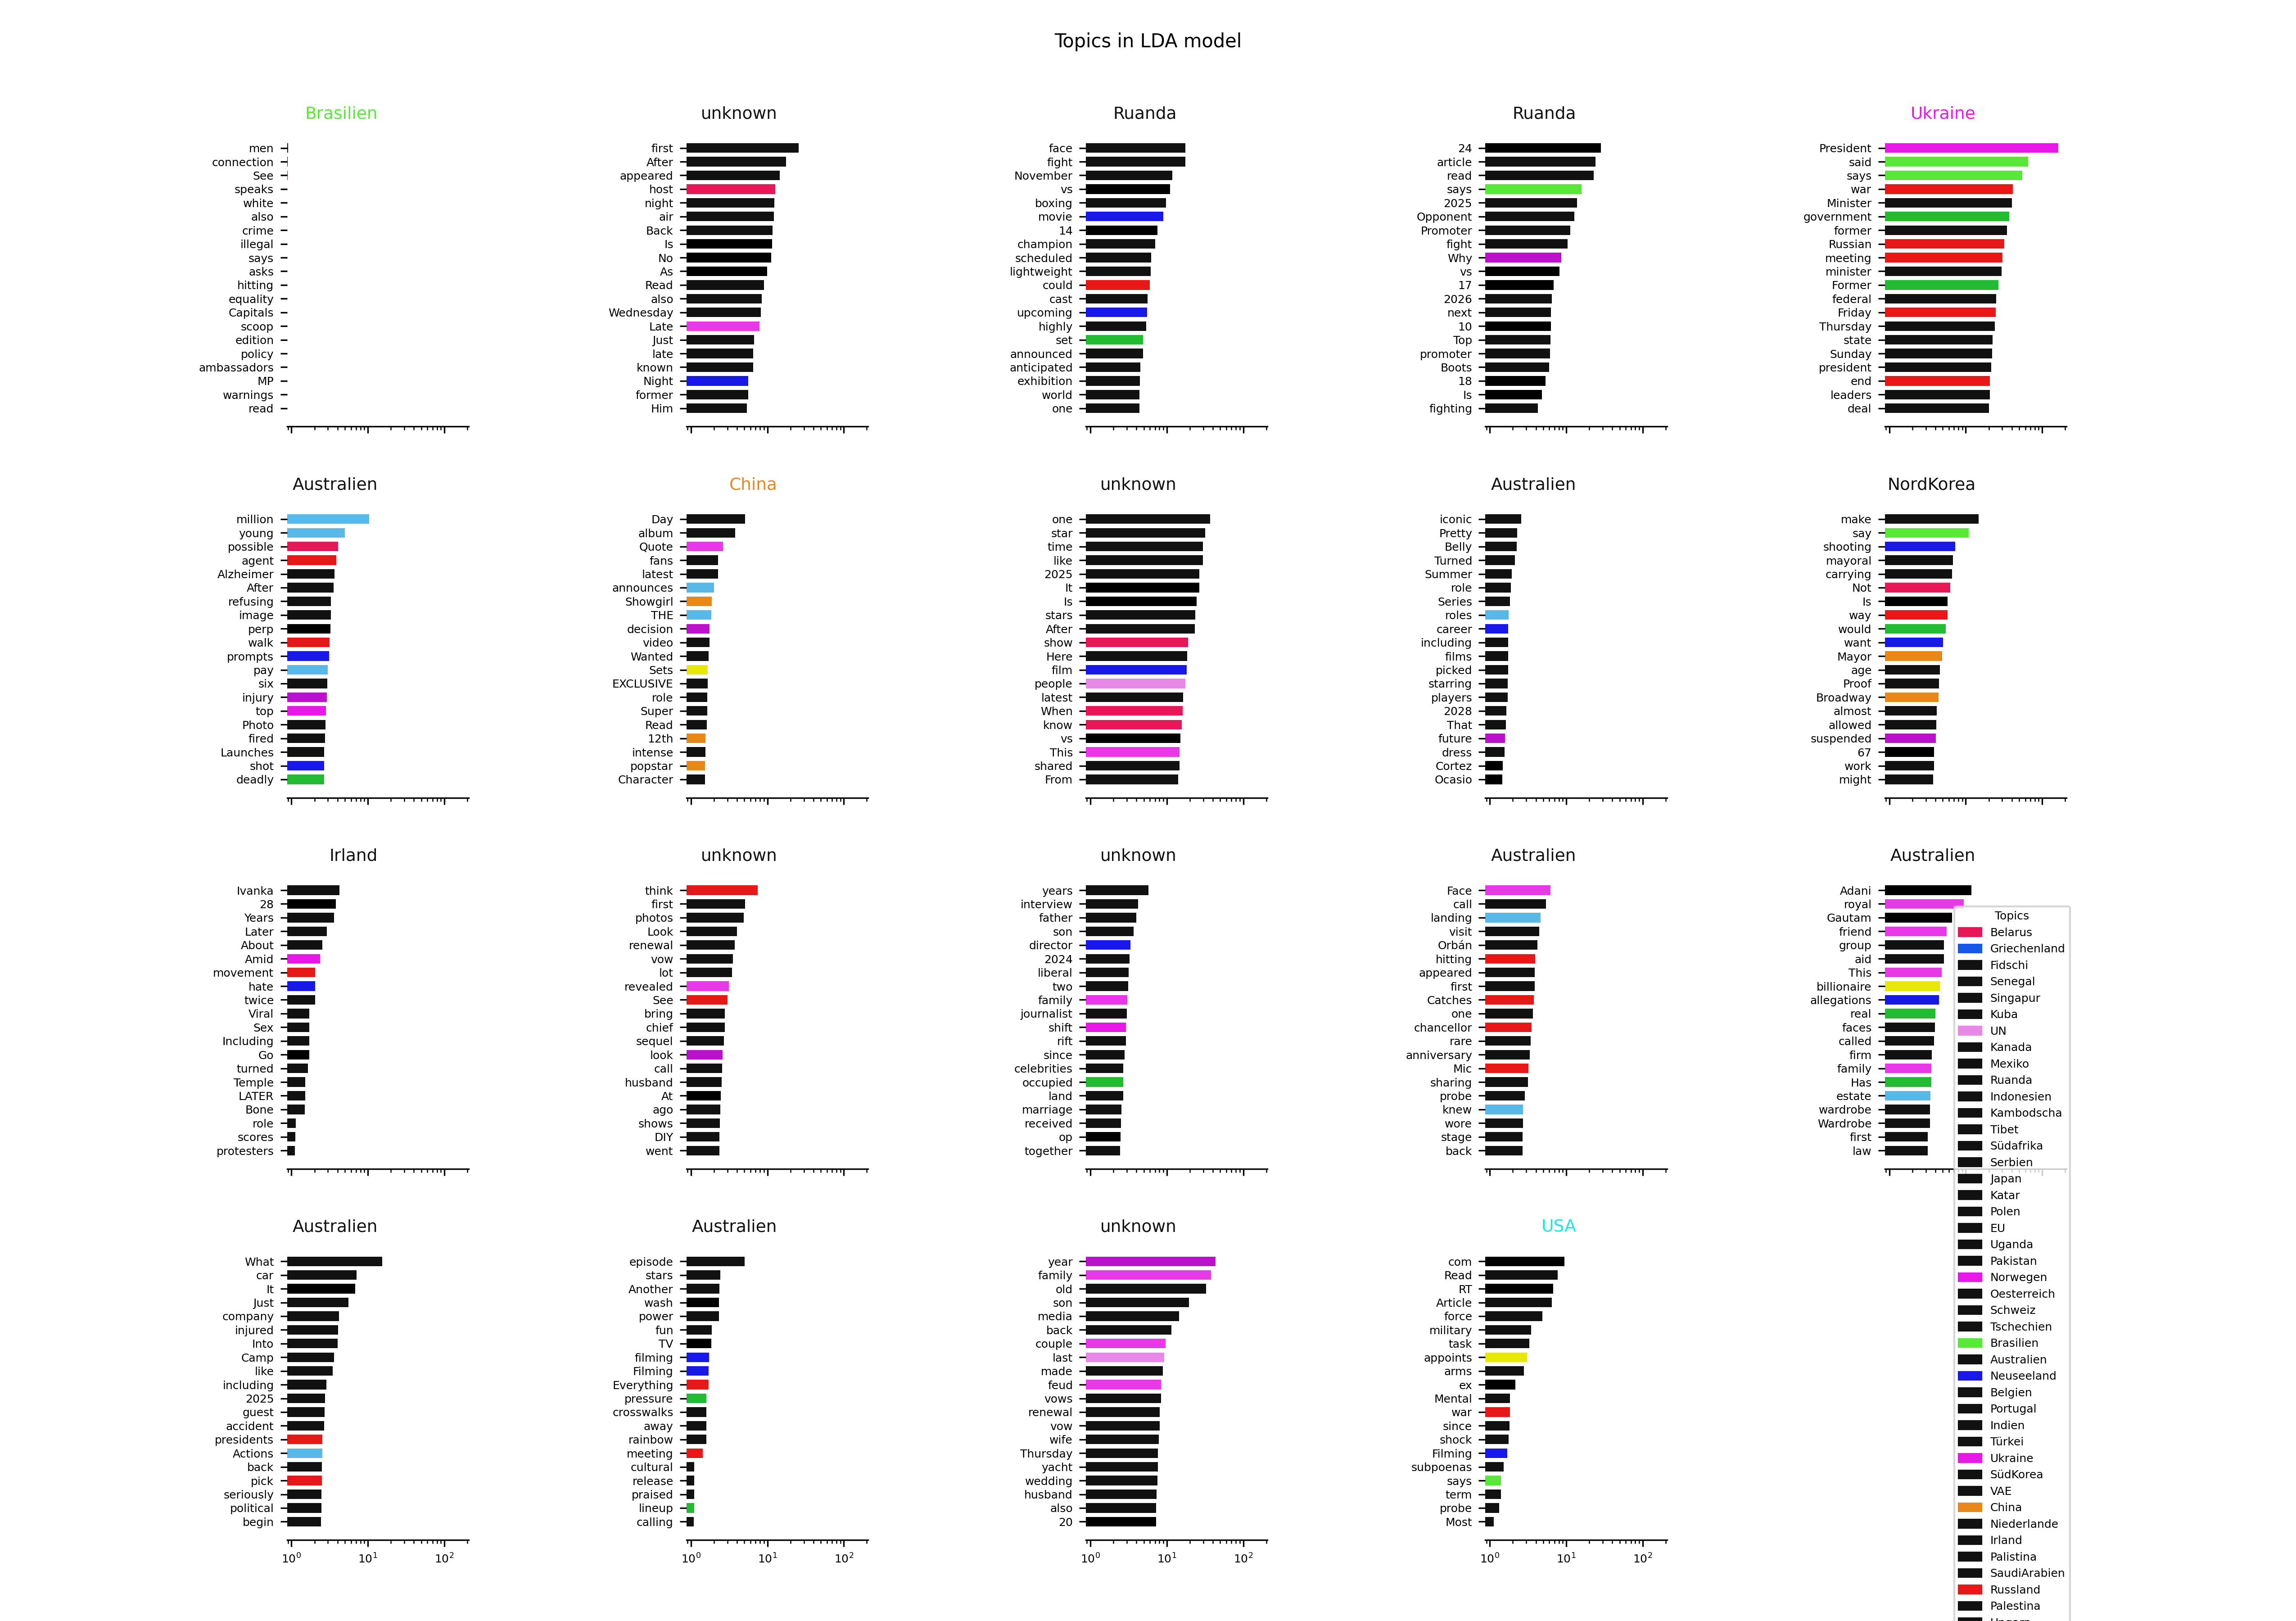 Topics in LDA model
Brasilien
men
connection
See
speaks
white
also
crime
illegal
says
asks
hitting
equality
Capitals
scoop
edition
policy
ambassadors
MP
warnings
read
unknown
first
After
appeared
host
night
air
Back
Is
No
As
Read
also
Wednesday
Late
Just
late
known
Night
former
Him
Ruanda
face
fight
November
vs
boxing
movie
14
champion
scheduled
lightweight
could
cast
upcoming
highly
set
announced
anticipated
exhibition
world
one
Ruanda
24
article
read
says
2025
Opponent
Promoter
fight
Why
vs
17
2026
next
10
Top
promoter
Boots
18
Is
fighting
Ukraine
President
said
says
war
Minister
government
former
Russian
meeting
minister
Former
federal
Friday
Thursday
state
Sunday
president
end
leaders
deal
Australien
million
young
possible
agent
Alzheimer
After
refusing
image
perp
walk
prompts
pay
six
injury
top
Photo
fired
Launches
shot
deadly
China
Day
album
Quote
fans
latest
announces
Showgirl
THE
decision
video
Wanted
Sets
EXCLUSIVE
role
Super
Read
12th
intense
popstar
Character
unknown
one
star
time
like
2025
It
Is
stars
After
show
Here
film
people
latest
When
know
vs
This
shared
From
Australien
iconic
Pretty
Belly
Turned
Summer
role
Series
roles
career
including
films
picked
starring
players
2028
That
future
dress
Cortez
Ocasio
NordKorea
make
say
shooting
mayoral
carrying
Not
Is
way
would
want
Mayor
age
Proof
Broadway
almost
allowed
suspended
67
work
might
Irland
Ivanka
28
Years
Later
About
Amid
movement
hate
twice
Viral
Sex
Including
Go
turned
Temple
LATER
Bone
role
scores
protesters
unknown
think
first
photos
Look
renewal
vow
lot
revealed
See
bring
chief
sequel
look
call
husband
At
ago
shows
DIY
went
unknown
years
interview
father
son
director
2024
liberal
two
family
journalist
shift
rift
since
celebrities
occupied
land
marriage
received
op
together
Australien
Face
call
landing
visit
Orbán
hitting
appeared
first
Catches
one
chancellor
rare
anniversary
Mic
sharing
probe
knew
wore
stage
back
Australien
Adani
royal
Gautam
friend
group
aid
This
billionaire
allegations
real
faces
called
firm
family
Has
estate
wardrobe
Wardrobe
first
law
Australien
What
car
It
Just
company
injured
Into
Camp
like
including
2025
guest
accident
presidents
Actions
back
pick
seriously
political
begin
10⁰ 10¹ 10²
Australien
episode
stars
Another
wash
power
fun
TV
filming
Filming
Everything
pressure
crosswalks
away
rainbow
meeting
cultural
release
praised
lineup
calling
10⁰ 10¹ 10²
unknown
year
family
old
son
media
back
couple
last
made
feud
vows
renewal
vow
wife
Thursday
yacht
wedding
husband
also
20
10⁰ 10¹ 10²
USA
com
Read
RT
Article
force
military
task
appoints
arms
ex
Mental
war
since
shock
Filming
subpoenas
says
term
probe
Most
10⁰ 10¹ 10²
Topics
Belarus
Griechenland
Fidschi
Senegal
Singapur
Kuba
UN
Kanada
Mexiko
Ruanda
Indonesien
Kambodscha
Tibet
Südafrika
Serbien
Japan
Katar
Polen
EU
Uganda
Pakistan
Norwegen
Oesterreich
Schweiz
Tschechien
Brasilien
Australien
Neuseeland
Belgien
Portugal
Indien
Türkei
Ukraine
SüdKorea
VAE
China
Niederlande
Irland
Palistina
SaudiArabien
Russland
Palestina